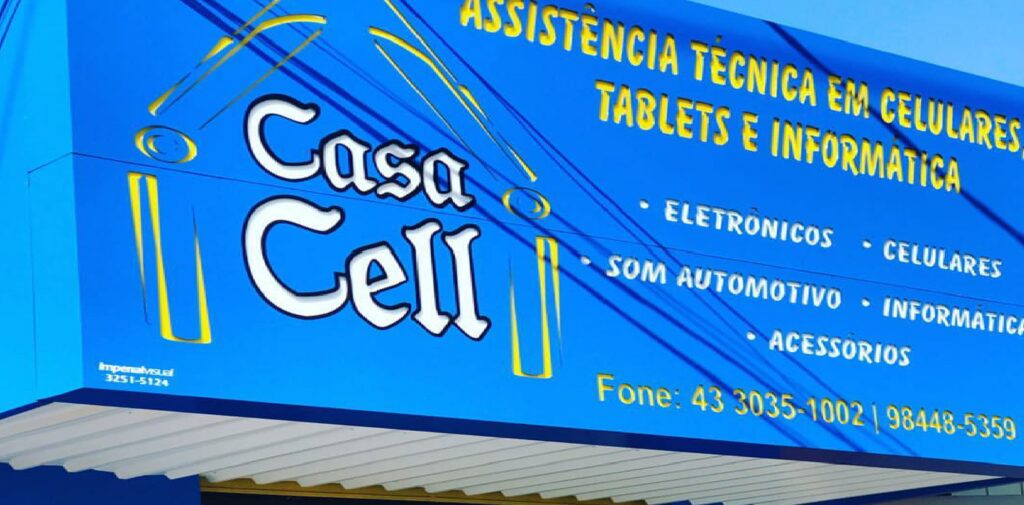 Casa
Cell
ASSISTÊNCIA TÉCNICA EM CELULARES,
TABLETS E INFORMÁTICA
• ELETRÔNICOS • CELULARES
• SOM AUTOMOTIVO • INFORMÁTICA
• ACESSÓRIOS
Fone: 43 3035-1002 | 98448-5359
Imperialvisual
3251-5124